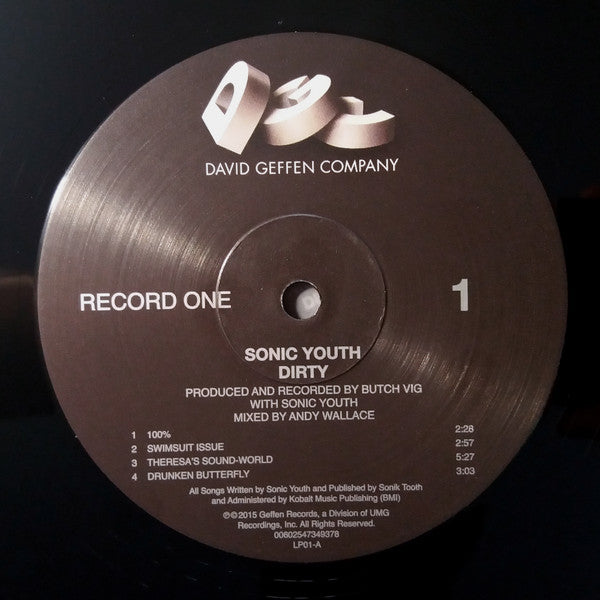 DGC
DAVID GEFFEN COMPANY
RECORD ONE 1
SONIC YOUTH
DIRTY
PRODUCED AND RECORDED BY BUTCH VIG
WITH SONIC YOUTH
MIXED BY ANDY WALLACE
1 100% 2:28
2 SWIMSUIT ISSUE 2:57
3 THERESA'S SOUND-WORLD 5:27
4 DRUNKEN BUTTERFLY 3:03
All Songs Written by Sonic Youth and Published by Sonik Tooth
and Administered by Kobalt Music Publishing (BMI)
℗©2015 Geffen Records, a Division of UMG
Recordings, Inc. All Rights Reserved.
00602547349378
LP01-A